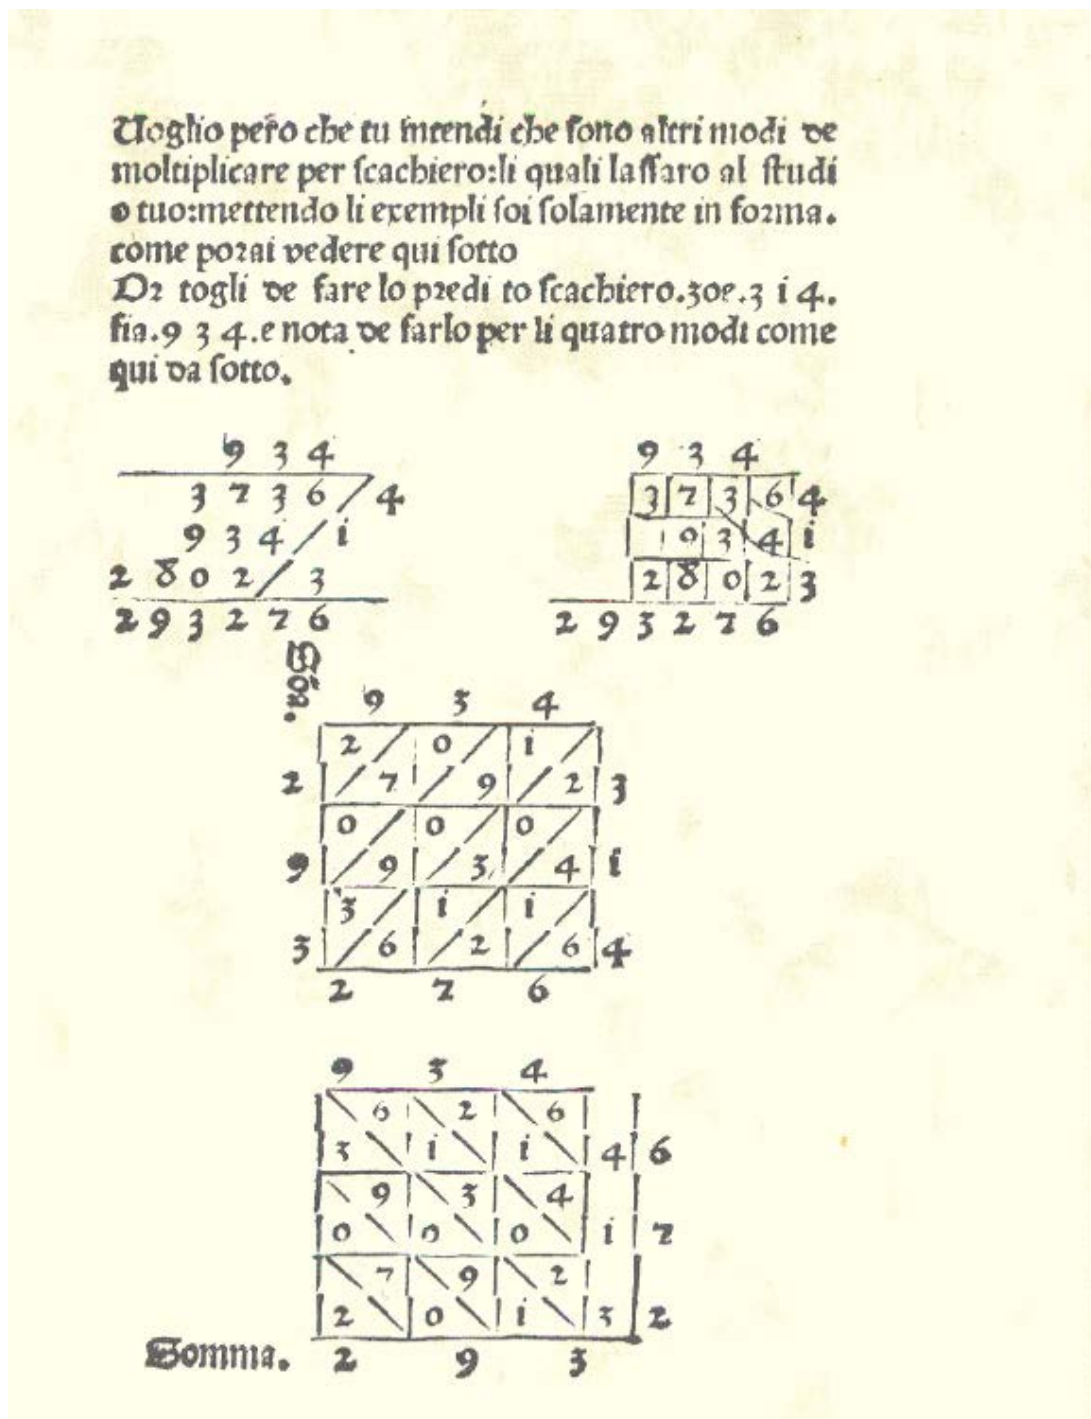 Uoglio pero che tu intendi che sono altri modi de
moltiplicare per scachiero:li quali lassaro al studi
o tuo:mettendo li exempli soi solamente in forma.
come porai vedere qui sotto
Or togli de fare lo predi to scachiero.zoe.3 i 4.
fia.9 3 4.e nota de farlo per li quatro modi come
qui da sotto.
9 3 4
3 7 3 6 4
9 3 4 i
2 8 0 2 3
2 9 3 2 7 6
Sōa.
9 3 4
3 7 3 6 4
9 3 4 i
2 8 0 2 3
2 9 3 2 7 6
9 3 4
2 0 i
2 7 9 2 3
0 0 0
9 9 3 4 i
3 i i
3 6 2 6 4
2 7 6
9 3 4
6 2 6
3 i i 4 6
9 3 4
0 0 0 i 7
7 9 2
2 0 i 3 2
Somma. 2 9 3